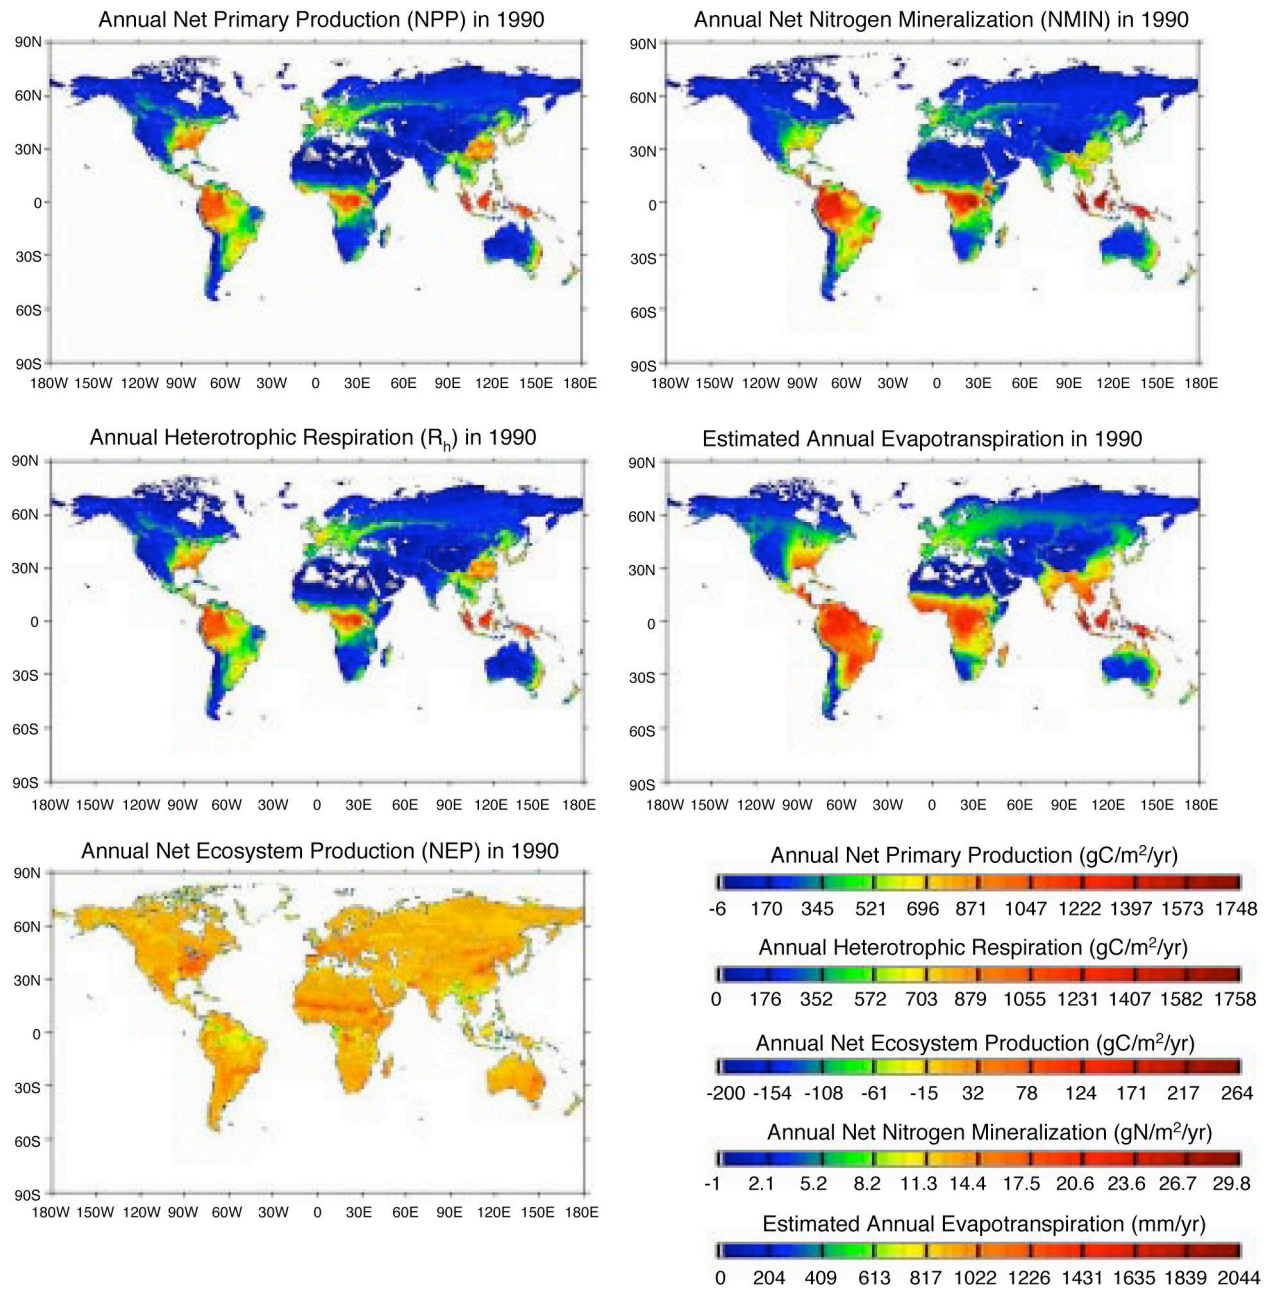 Annual Net Primary Production (NPP) in 1990
90N
60N
30N
0
30S
60S
90S
180W 150W 120W 90W 60W 30W 0 30E 60E 90E 120E 150E 180E
Annual Net Nitrogen Mineralization (NMIN) in 1990
90N
60N
30N
0
30S
60S
90S
180W 150W 120W 90W 60W 30W 0 30E 60E 90E 120E 150E 180E
Annual Heterotrophic Respiration (Rh) in 1990
90N
60N
30N
0
30S
60S
90S
180W 150W 120W 90W 60W 30W 0 30E 60E 90E 120E 150E 180E
Estimated Annual Evapotranspiration in 1990
90N
60N
30N
0
30S
60S
90S
180W 150W 120W 90W 60W 30W 0 30E 60E 90E 120E 150E 180E
Annual Net Ecosystem Production (NEP) in 1990
90N
60N
30N
0
30S
60S
90S
180W 150W 120W 90W 60W 30W 0 30E 60E 90E 120E 150E 180E
Annual Net Primary Production (gC/m²/yr)
-6 170 345 521 696 871 1047 1222 1397 1573 1748
Annual Heterotrophic Respiration (gC/m²/yr)
0 176 352 572 703 879 1055 1231 1407 1582 1758
Annual Net Ecosystem Production (gC/m²/yr)
-200 -154 -108 -61 -15 32 78 124 171 217 264
Annual Net Nitrogen Mineralization (gN/m²/yr)
-1 2.1 5.2 8.2 11.3 14.4 17.5 20.6 23.6 26.7 29.8
Estimated Annual Evapotranspiration (mm/yr)
0 204 409 613 817 1022 1226 1431 1635 1839 2044